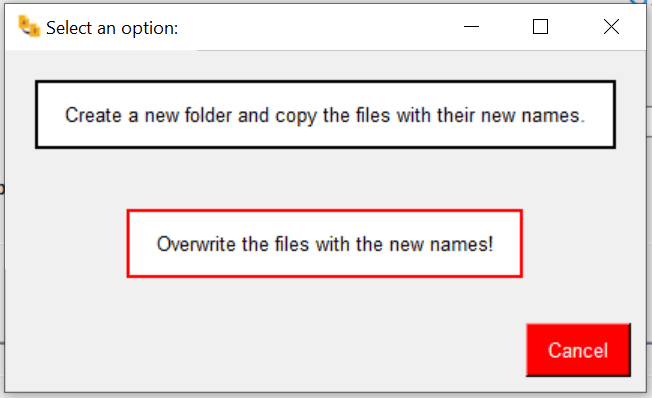 Select an option:
Create a new folder and copy the files with their new names.
Overwrite the files with the new names!
Cancel